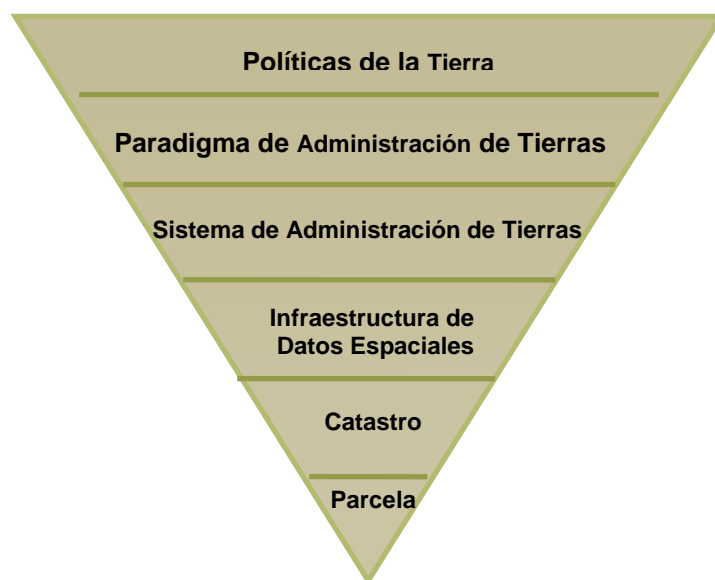 Políticas de la Tierra
Paradigma de Administración de Tierras
Sistema de Administración de Tierras
Infraestructura de
Datos Espaciales
Catastro
Parcela